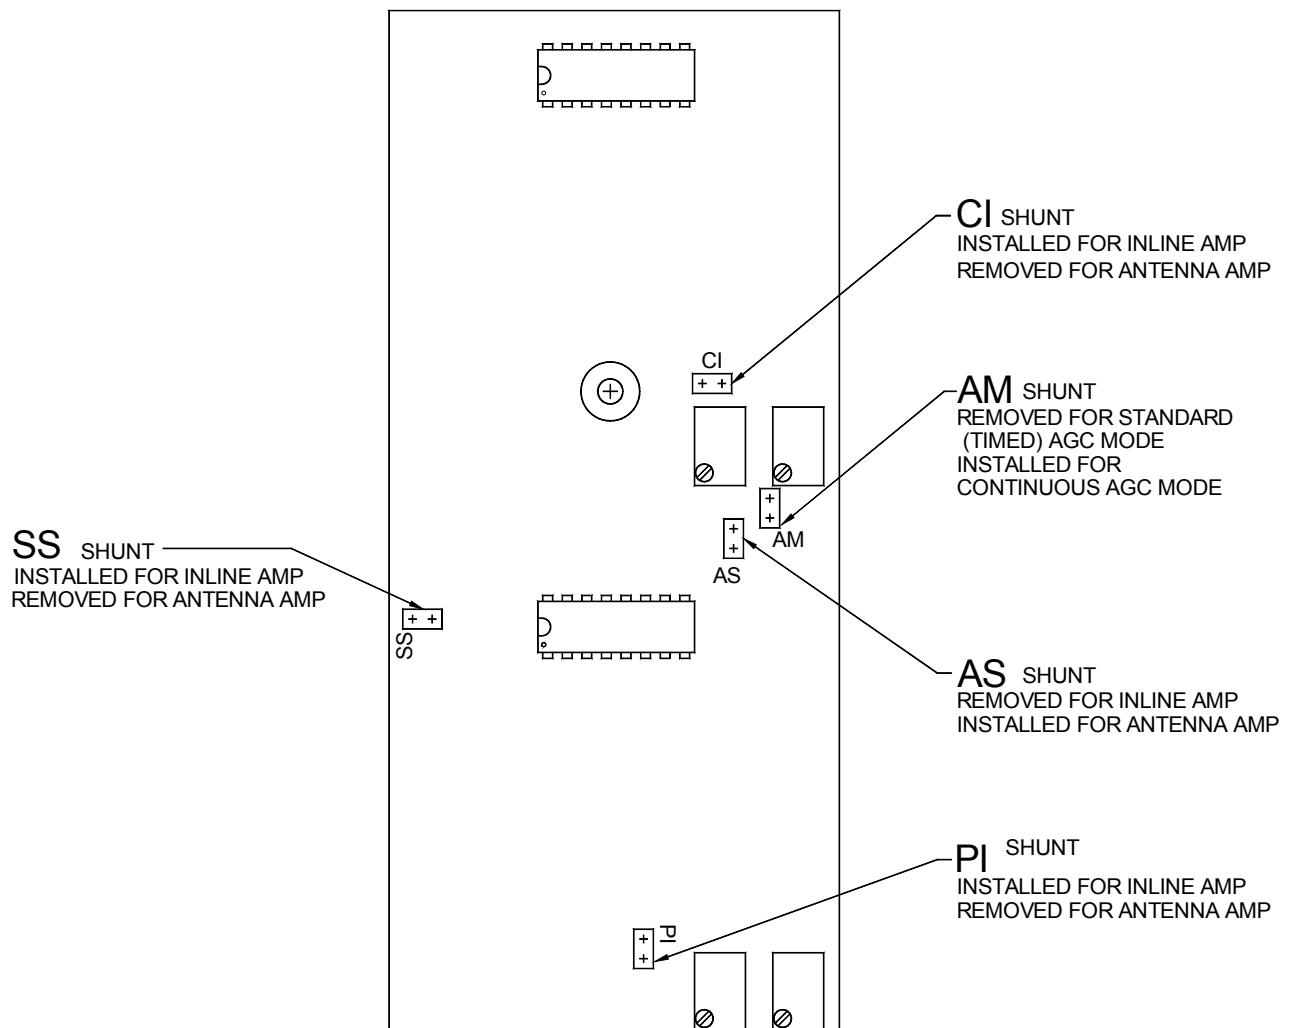 CI SHUNT
INSTALLED FOR INLINE AMP
REMOVED FOR ANTENNA AMP
CI
AM SHUNT
REMOVED FOR STANDARD
(TIMED) AGC MODE
INSTALLED FOR
CONTINUOUS AGC MODE
AM
AS
SS SHUNT
INSTALLED FOR INLINE AMP
REMOVED FOR ANTENNA AMP
SS
AS SHUNT
REMOVED FOR INLINE AMP
INSTALLED FOR ANTENNA AMP
PI SHUNT
INSTALLED FOR INLINE AMP
REMOVED FOR ANTENNA AMP
PI